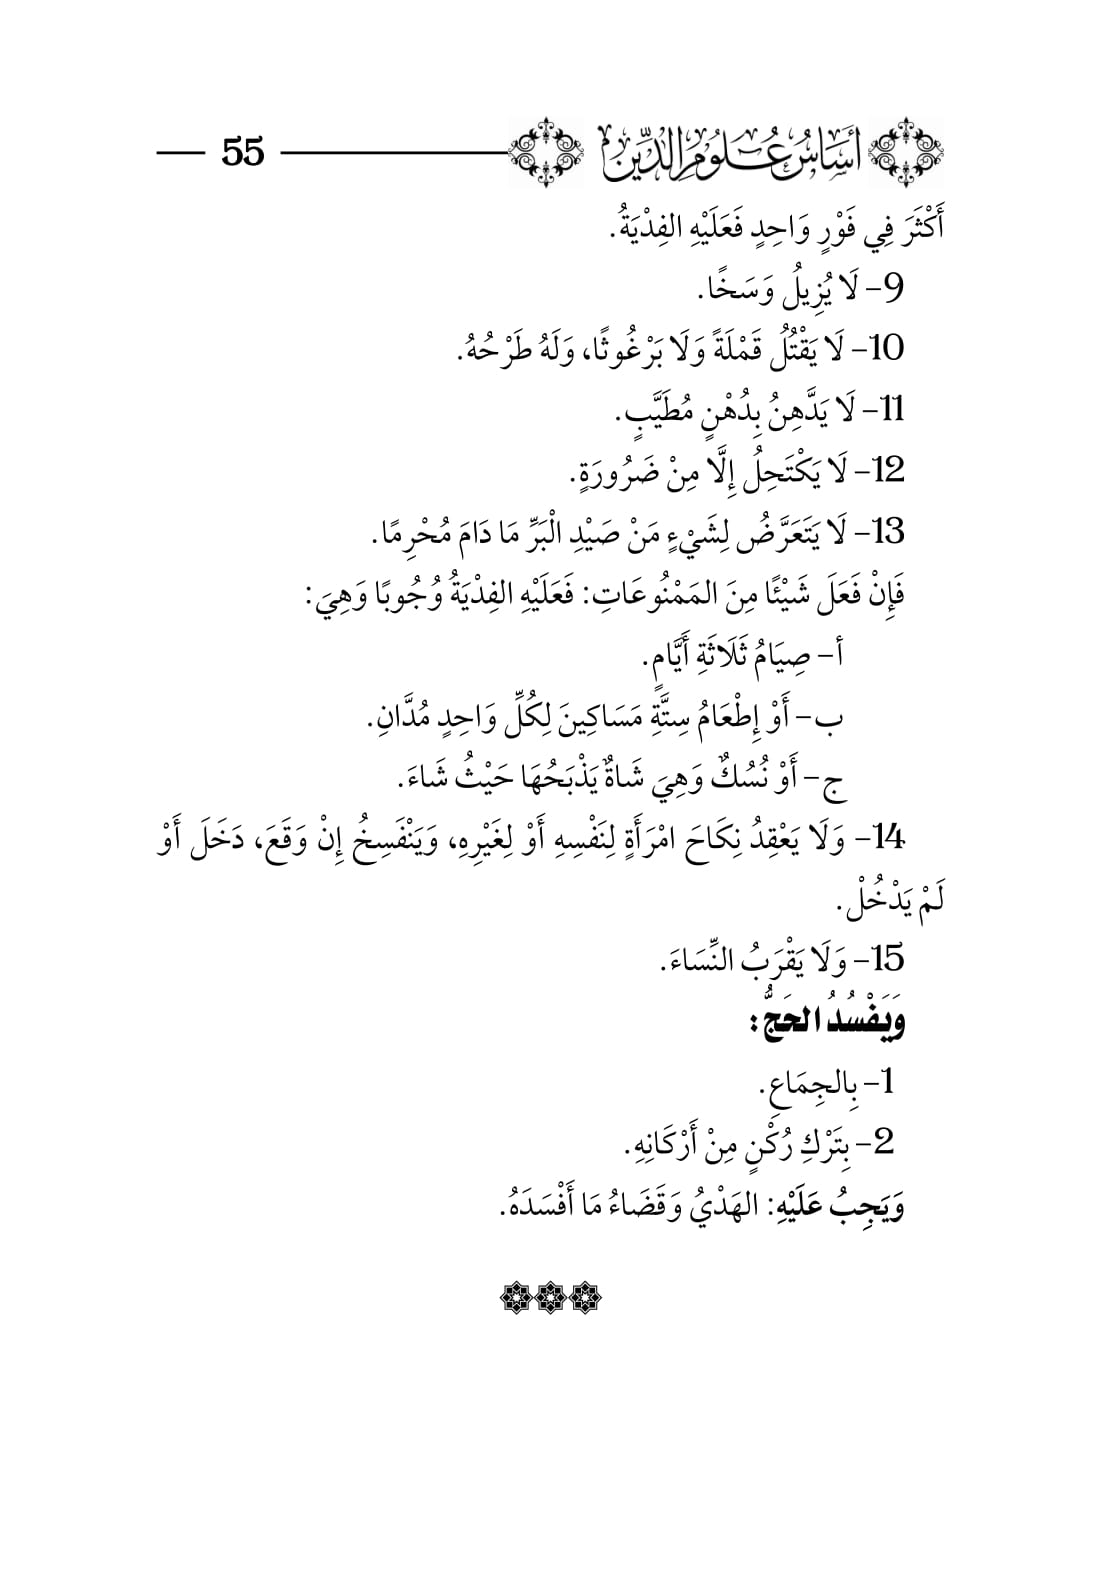 أَسَاسُ عُلُومِ الدِّينِ 55
أَكْثَرَ فِي فَوْرٍ وَاحِدٍ فَعَلَيْهِ الفِدْيَةُ.
9- لَا يُزِيلُ وَسَخًا.
10- لَا يَقْتُلُ قَمْلَةً وَلَا بَرْغُوثًا، وَلَهُ طَرْحُهُ.
11- لَا يَدَّهِنُ بِدُهْنٍ مُطَيَّبٍ.
12- لَا يَكْتَحِلُ إِلَّا مِنْ ضَرُورَةٍ.
13- لَا يَتَعَرَّضُ لِشَيْءٍ مَنْ صَيْدِ الْبَرِّ مَا دَامَ مُحْرِمًا.
فَإِنْ فَعَلَ شَيْئًا مِنَ المَمْنُوعَاتِ: فَعَلَيْهِ الفِدْيَةُ وُجُوبًا وَهِيَ:
أ- صِيَامُ ثَلَاثَةِ أَيَّامٍ.
ب- أَوْ إِطْعَامُ سِتَّةِ مَسَاكِينَ لِكُلِّ وَاحِدٍ مُدَّانِ.
ج- أَوْ نُسُكٌ وَهِيَ شَاةٌ يَذْبَحُهَا حَيْثُ شَاءَ.
14- وَلَا يَعْقِدُ نِكَاحَ امْرَأَةٍ لِنَفْسِهِ أَوْ لِغَيْرِهِ، وَيَنْفَسِخُ إِنْ وَقَعَ، دَخَلَ أَوْ
لَمْ يَدْخُلْ.
15- وَلَا يَقْرَبُ النِّسَاءَ.
وَيَفْسُدُ الحَجُّ:
1- بِالجِمَاعِ.
2- بِتَرْكِ رُكْنٍ مِنْ أَرْكَانِهِ.
وَيَجِبُ عَلَيْهِ: الهَدْيُ وَقَضَاءُ مَا أَفْسَدَهُ.